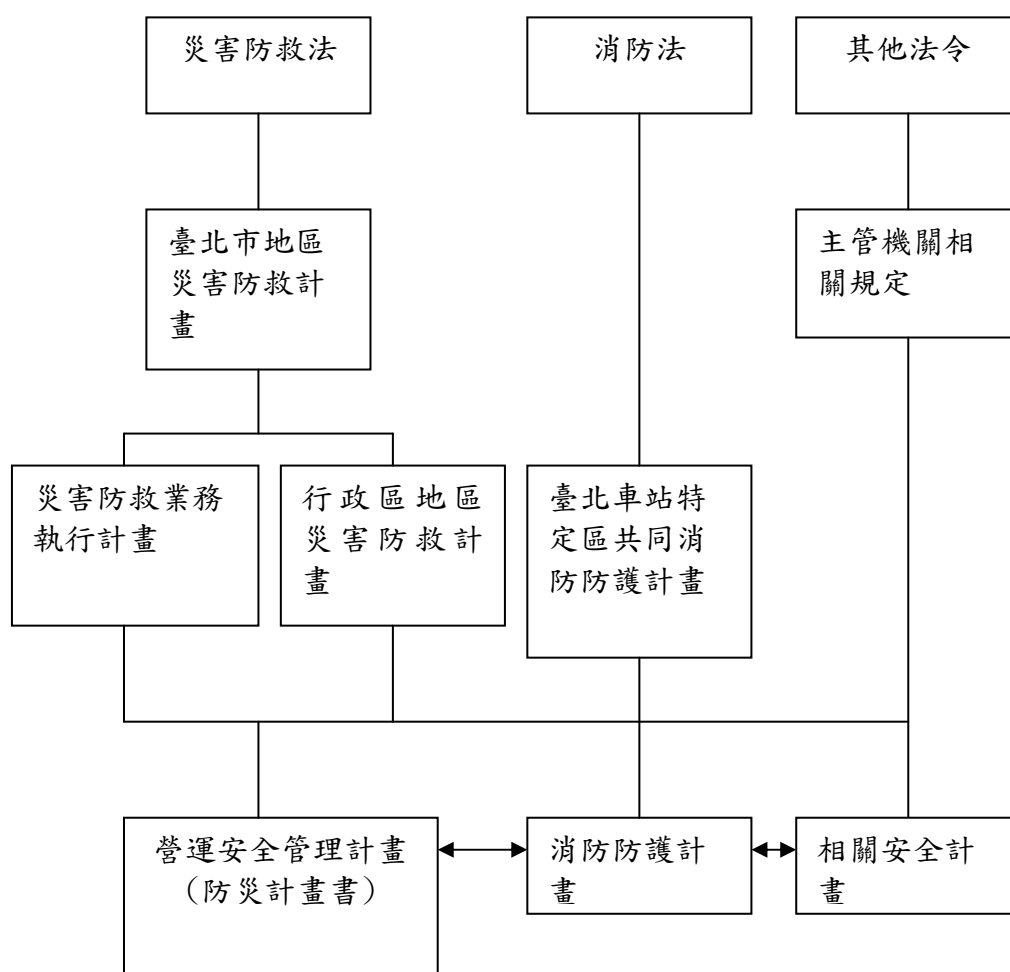 災害防救法
消防法
其他法令
臺北市地區
災害防救計
畫
主管機關相
關規定
災害防救業務
執行計畫
行政區地區
災害防救計
畫
臺北車站特
定區共同消
防防護計畫
營運安全管理計畫
（防災計畫書）
消防防護計
畫
相關安全計
畫